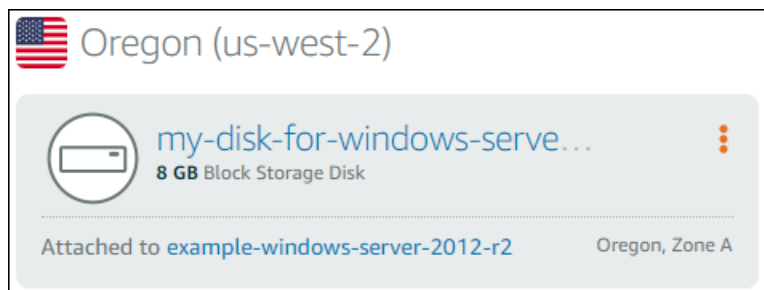 Oregon (us-west-2)
my-disk-for-windows-serve...
8 GB Block Storage Disk
Attached to example-windows-server-2012-r2
Oregon, Zone A